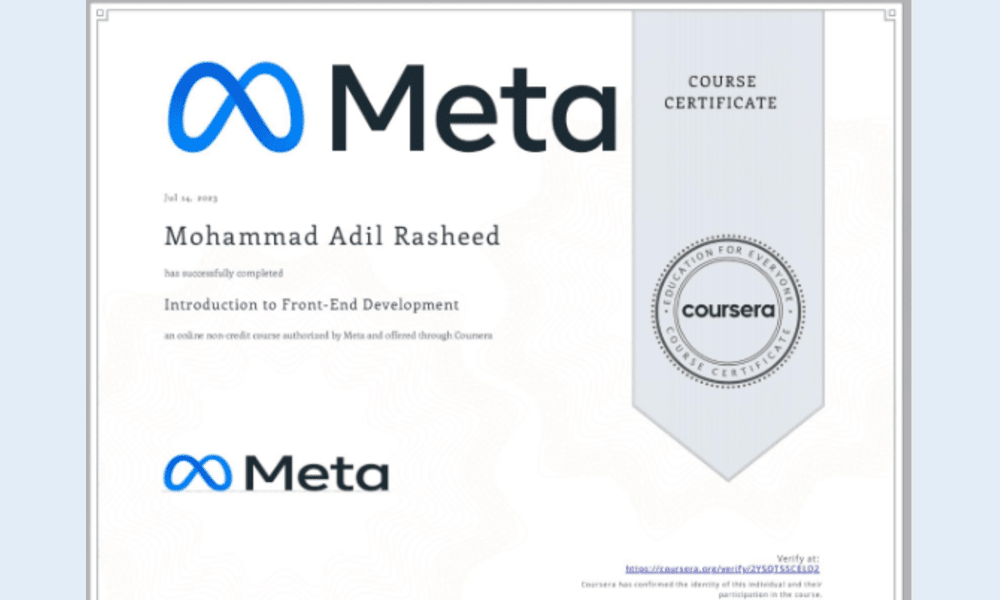 Meta
COURSE
CERTIFICATE
Jul 14, 2023
Mohammad Adil Rasheed
has successfully completed
Introduction to Front-End Development
an online non-credit course authorized by Meta and offered through Coursera
EDUCATION FOR EVERYONE
coursera
COURSE CERTIFICATE
Meta
Verify at:
https://coursera.org/verify/2YSQTSSCELQ2
Coursera has confirmed the identity of this individual and their
participation in the course.